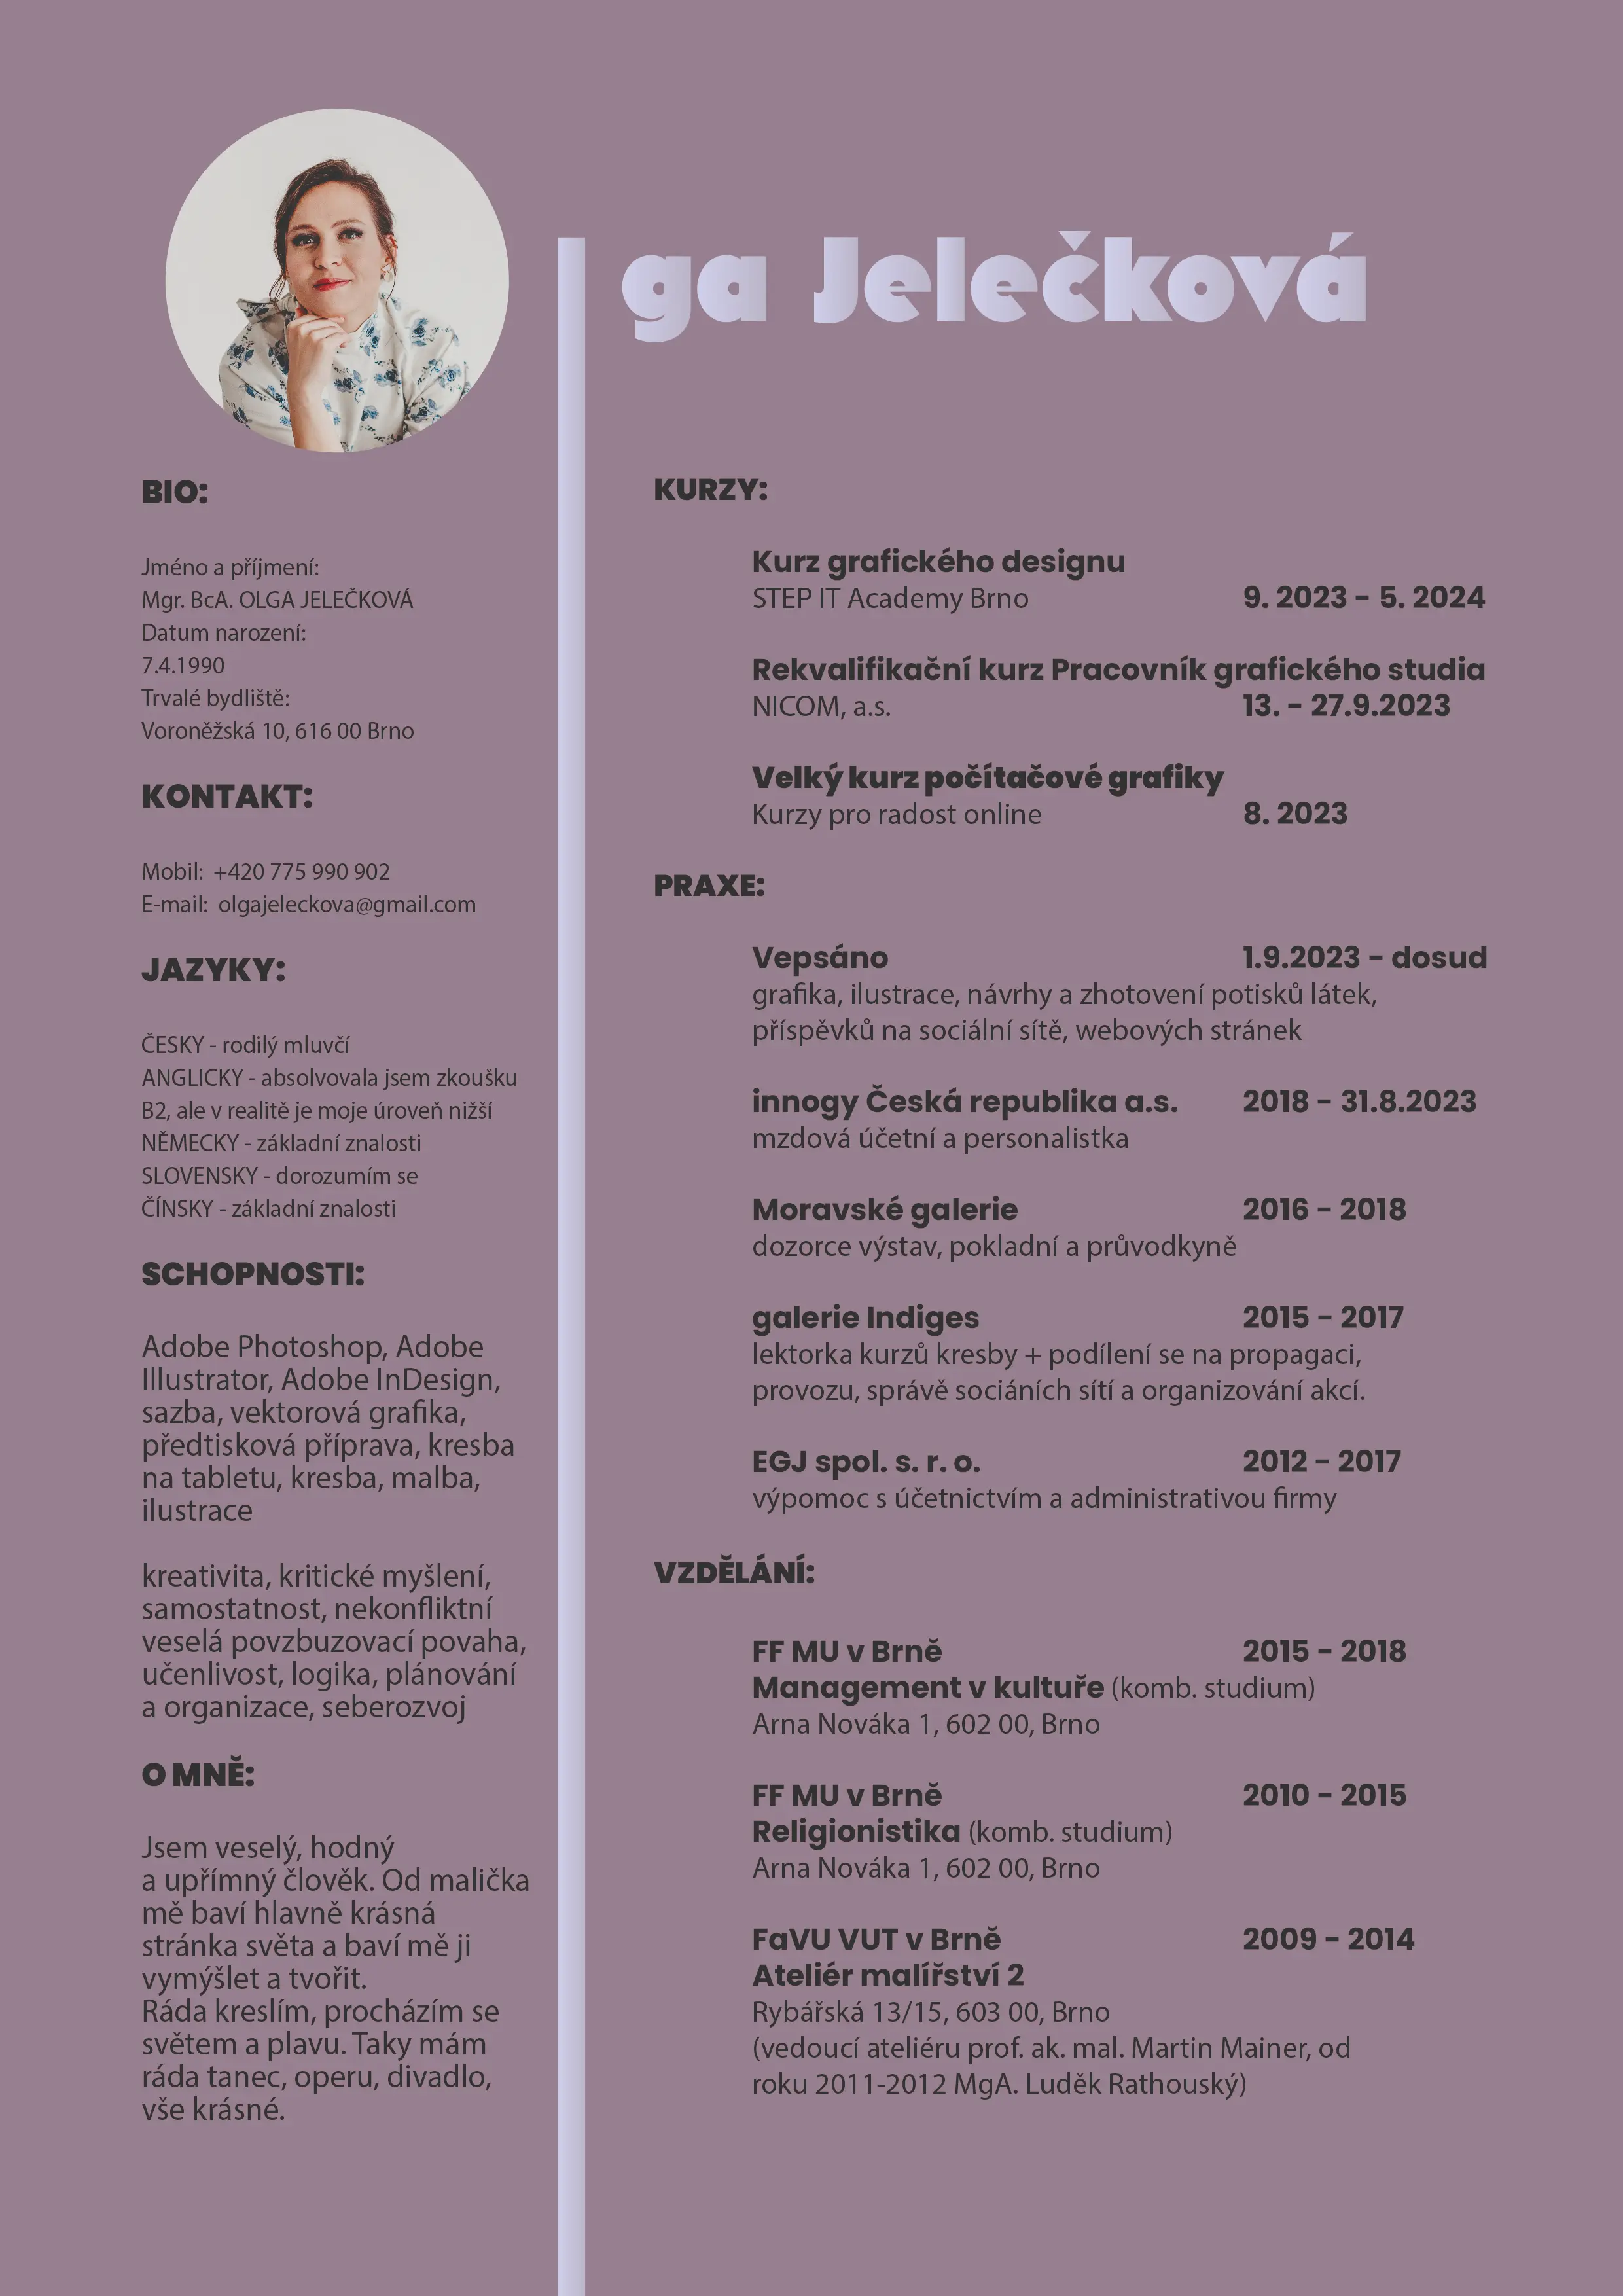 ga Jelečková
BIO:
Jméno a příjmení:
Mgr. BcA. OLGA JELEČKOVÁ
Datum narození:
7.4.1990
Trvalé bydliště:
Voroněžská 10, 616 00 Brno
KONTAKT:
Mobil: +420 775 990 902
E-mail: olgajeleckova@gmail.com
JAZYKY:
ČESKY - rodilý mluvčí
ANGLICKY - absolvovala jsem zkoušku
B2, ale v realitě je moje úroveň nižší
NĚMECKY - základní znalosti
SLOVENSKY - dorozumím se
ČÍNSKY - základní znalosti
SCHOPNOSTI:
Adobe Photoshop, Adobe
Illustrator, Adobe InDesign,
sazba, vektorová grafika,
předtisková příprava, kresba
na tabletu, kresba, malba,
ilustrace
kreativita, kritické myšlení,
samostatnost, nekonfliktní
veselá povzbuzovací povaha,
učenlivost, logika, plánování
a organizace, seberozvoj
O MNĚ:
Jsem veselý, hodný
a upřímný člověk. Od malička
mě baví hlavně krásná
stránka světa a baví mě ji
vymýšlet a tvořit.
Ráda kreslím, procházím se
světem a plavu. Taky mám
ráda tanec, operu, divadlo,
vše krásné.
KURZY:
Kurz grafického designu
STEP IT Academy Brno 9. 2023 - 5. 2024
Rekvalifikační kurz Pracovník grafického studia
NICOM, a.s. 13. - 27.9.2023
Velký kurz počítačové grafiky
Kurzy pro radost online 8. 2023
PRAXE:
Vepsáno 1.9.2023 - dosud
grafika, ilustrace, návrhy a zhotovení potisků látek,
příspěvků na sociální sítě, webových stránek
innogy Česká republika a.s. 2018 - 31.8.2023
mzdová účetní a personalistka
Moravské galerie 2016 - 2018
dozorce výstav, pokladní a průvodkyně
galerie Indiges 2015 - 2017
lektorka kurzů kresby + podílení se na propagaci,
provozu, správě sociáních sítí a organizování akcí.
EGJ spol. s. r. o. 2012 - 2017
výpomoc s účetnictvím a administrativou firmy
VZDĚLÁNÍ:
FF MU v Brně 2015 - 2018
Management v kultuře (komb. studium)
Arna Nováka 1, 602 00, Brno
FF MU v Brně 2010 - 2015
Religionistika (komb. studium)
Arna Nováka 1, 602 00, Brno
FaVU VUT v Brně 2009 - 2014
Ateliér malířství 2
Rybářská 13/15, 603 00, Brno
(vedoucí ateliéru prof. ak. mal. Martin Mainer, od
roku 2011-2012 MgA. Luděk Rathouský)